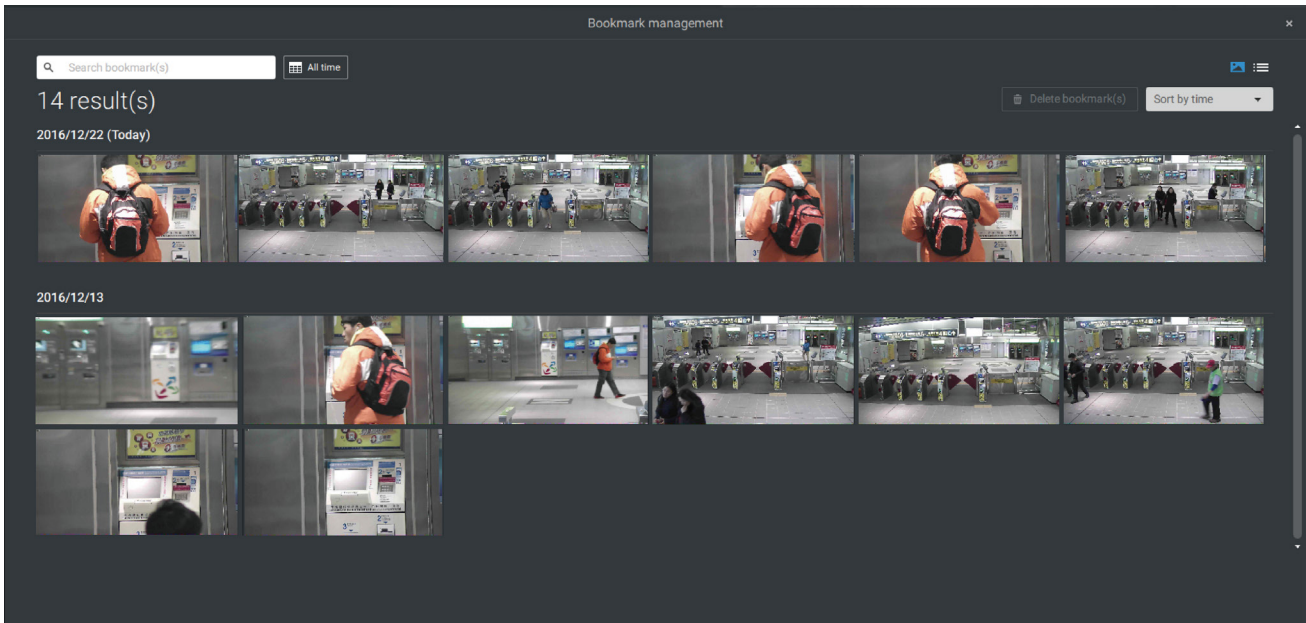 Bookmark management
Search bookmark(s)
All time
14 result(s)
Delete bookmark(s)
Sort by time
2016/12/22 (Today)
2016/12/13